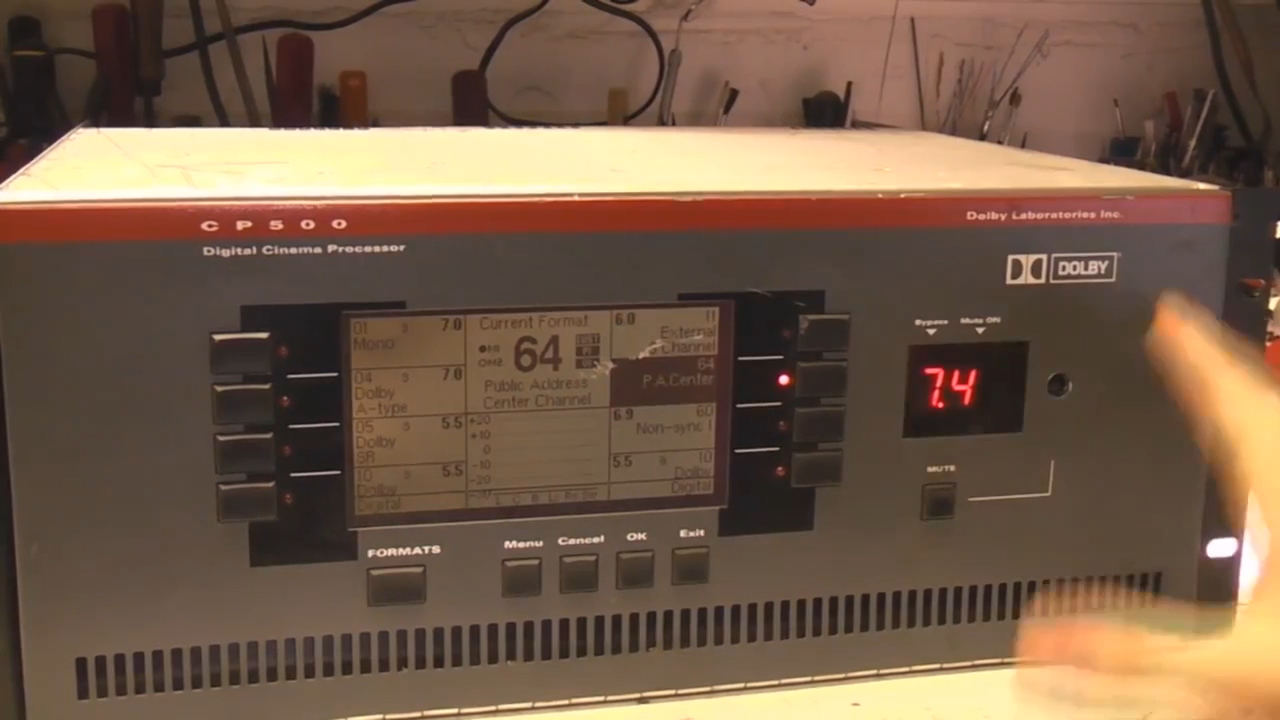 CP500
Dolby Laboratories Inc.
Digital Cinema Processor
DOLBY
01 7.0
Mono
04 7.0
Dolby
A-type
05 5.5
Dolby
SR
10 5.5
Dolby
Digital
Current Format
64
Public Address
Center Channel
+20
+10
0
-10
-20
6.0 11
External
Channel
64
P.A.Center
6.9 60
Non-sync
5.5 10
Dolby
Digital
Bypass Mute ON
7.4
MUTE
FORMATS
Menu Cancel OK Exit